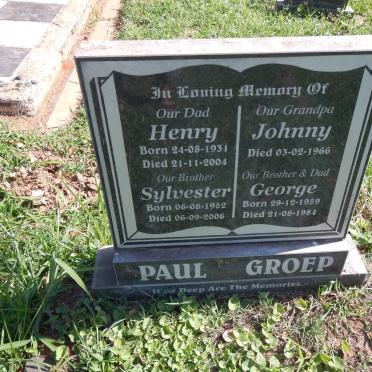 In Loving Memory Of
Our Dad
Henry
Born 24-08-1931
Died 21-11-2004
Our Brother
Sylvester
Born 06-08-1952
Died 06-09-2006
Our Grandpa
Johnny
Died 03-02-1966
Our Brother & Dad
George
Born 29-12-1959
Died 21-08-1984
PAUL GROEP
Deep Are The Memories